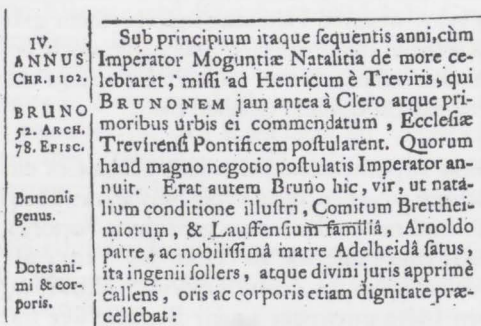 IV.
ANNUS
CHR. 1102.
BRUNO
52. ARCH.
78. EPISC.
Brunonis
genus.
Dotes ani-
mi & cor-
poris.
Sub principium itaque ſequentis anni, cùm
Imperator Moguntiæ Natalitia de more ce-
lebraret, miſſi ad Henricum è Treviris, qui
BRUNONEM jam antea à Clero atque pri-
moribus urbis ei commendatum, Eccleſiæ
Trevirenſi Pontificem poſtularent. Quorum
haud magno negotio poſtulatis Imperator an-
nuit. Erat autem Bruno hic, vir, ut nata-
lium conditione illuſtri, Comitum Bretthei-
miorum, & Lauffenſium familiâ, Arnoldo
patre, ac nobiliſſimâ matre Adelheidâ ſatus,
ita ingenii ſollers, atque divini juris apprimè
callens, oris ac corporis etiam dignitate præ-
cellebat: